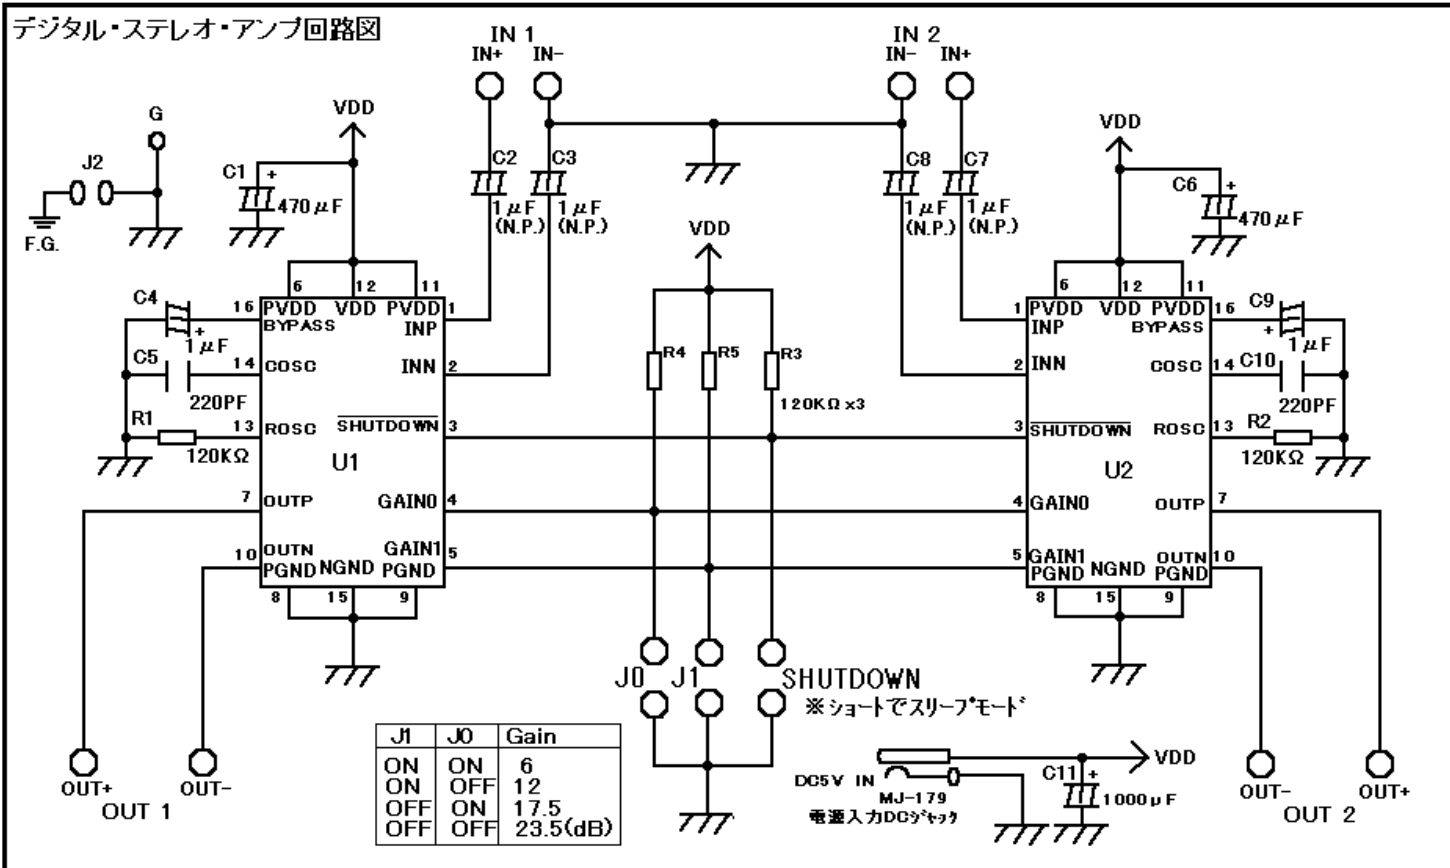 デジタル・ステレオ・アンプ回路図
IN 1
IN+ IN-
IN 2
IN- IN+
G
J2
F.G.
VDD
C1 +
470μF
C2
1μF
(N.P.)
C3
1μF
(N.P.)
C8
1μF
(N.P.)
C7
1μF
(N.P.)
VDD
C6 +
470μF
VDD
6 12 11
PVDD VDD PVDD
16 BYPASS
14 COSC
13 ROSC
7 OUTP
10 OUTN
PGND NGND PGND
8 15 9
INP 1
INN 2
SHUTDOWN 3
GAIN0 4
GAIN1 5
U1
C4
+
1μF
C5
220PF
R1
120KΩ
R4
R5
R3
120KΩ x3
6 12 11
PVDD VDD PVDD
1 INP
2 INN
3 SHUTDOWN
4 GAIN0
5 GAIN1
PGND NGND PGND
8 15 9
BYPASS 16
COSC 14
ROSC 13
OUTP 7
OUTN 10
U2
C9
+
1μF
C10
220PF
R2
120KΩ
J0 J1 SHUTDOWN
※ショートでスリープモード
OUT+ OUT-
OUT 1
J1 J0 Gain
ON ON 6
ON OFF 12
OFF ON 17.5
OFF OFF 23.5(dB)
DC5V IN
MJ-179
電源入力DCジャック
C11 +
1000μF
VDD
OUT- OUT+
OUT 2